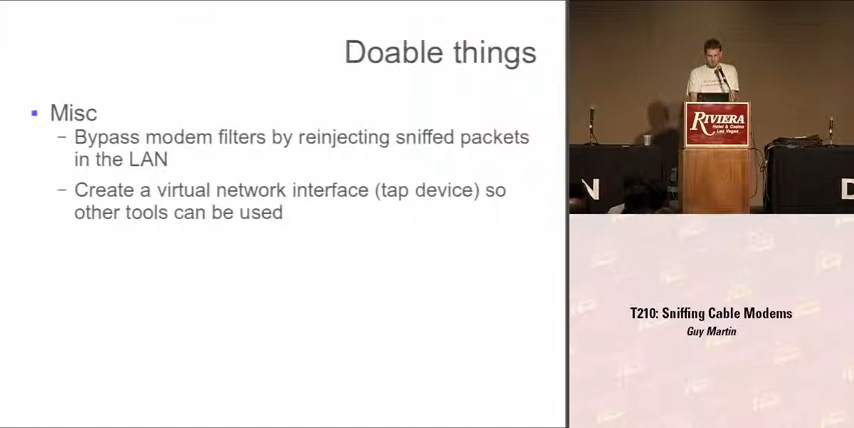 Doable things
Misc
– Bypass modem filters by reinjecting sniffed packets
in the LAN
– Create a virtual network interface (tap device) so
other tools can be used
RIVIERA
Hotel & Casino
Las Vegas
N
D
T210: Sniffing Cable Modems
Guy Martin